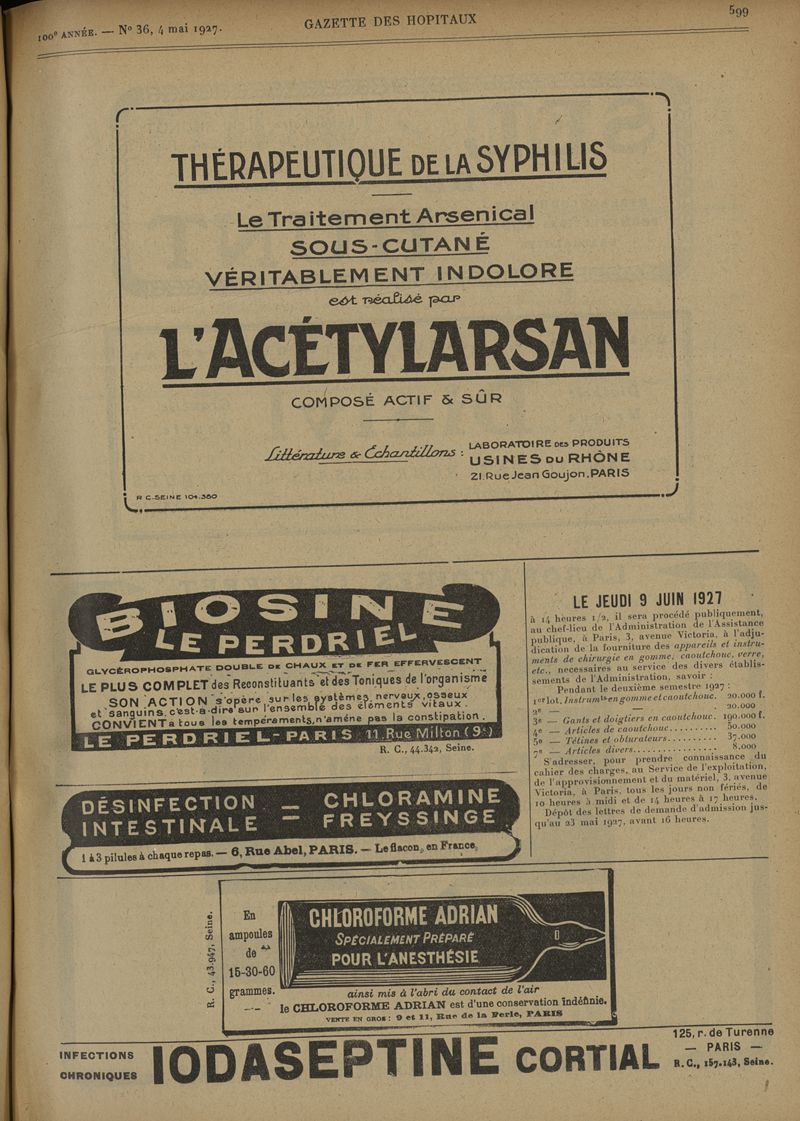 100e ANNÉE. — No 36, 4 mai 1927.
GAZETTE DES HOPITAUX
599
THÉRAPEUTIQUE DE LA SYPHILIS
Le Traitement Arsenical
SOUS-CUTANÉ
VÉRITABLEMENT INDOLORE
est réalisé par
L'ACÉTYLARSAN
COMPOSÉ ACTIF & SÛR
Littérature & Échantillons :
LABORATOIRE DES PRODUITS
USINES DU RHÔNE
21, Rue Jean Goujon, PARIS
R C. SEINE 104.380
BIOSINE
LE PERDRIEL
GLYCÉROPHOSPHATE DOUBLE DE CHAUX ET DE FER EFFERVESCENT
LE PLUS COMPLET des Reconstituants et des Toniques de l'organisme
SON ACTION s'opère sur les systèmes nerveux, osseux
et sanguins, c'est-à-dire sur l'ensemble des éléments vitaux.
CONVIENT à tous les tempéraments, n'amène pas la constipation.
LE PERDRIEL - PARIS 11, Rue Milton (9e)
R. C., 44.342, Seine.
DÉSINFECTION = CHLORAMINE
INTESTINALE = FREYSSINGE
1 à 3 pilules à chaque repas. — 6, Rue Abel, PARIS. — Le flacon, en France,
LE JEUDI 9 JUIN 1927
à 14 heures 1/2, il sera procédé publiquement,
au chef-lieu de l'Administration de l'Assistance
publique, à Paris, 3, avenue Victoria, à l'adju-
dication de la fourniture des appareils et instru-
ments de chirurgie en gomme, caoutchouc, verre,
etc., necessaires au service des divers établis-
sements de l'Administration, savoir :
Pendant le deuxième semestre 1927 :
1er lot. Instrumts en gomme et caoutchouc. 20.000 f.
2e — — 20.000
3e — Gants et doigtiers en caoutchouc. 190.000 f.
4e — Articles de caoutchouc.......... 50.000
5e — Tétines et obturateurs.......... 37.000
7e — Articles divers................ 8.000
S'adresser, pour prendre connaissance du
cahier des charges, au Service de l'exploitation,
de l'approvisionnement et du matériel, 3, avenue
Victoria, à Paris, tous les jours non fériés, de
10 heures à midi et de 14 heures à 17 heures.
Dépôt des lettres de demande d'admission jus-
qu'au 23 mai 1927, avant 16 heures.
R. C., 43.947, Seine.
En
ampoules
de
15-30-60
grammes.
CHLOROFORME ADRIAN
SPÉCIALEMENT PRÉPARÉ
POUR L'ANESTHÉSIE
ainsi mis à l'abri du contact de l'air
le CHLOROFORME ADRIAN est d'une conservation indéfinie.
VENTE EN GROS : 9 et 11, Rue de la Perle, PARIS
INFECTIONS
CHRONIQUES
IODASEPTINE CORTIAL
125, r. de Turenne
— PARIS —
R. C., 157.143, Seine.